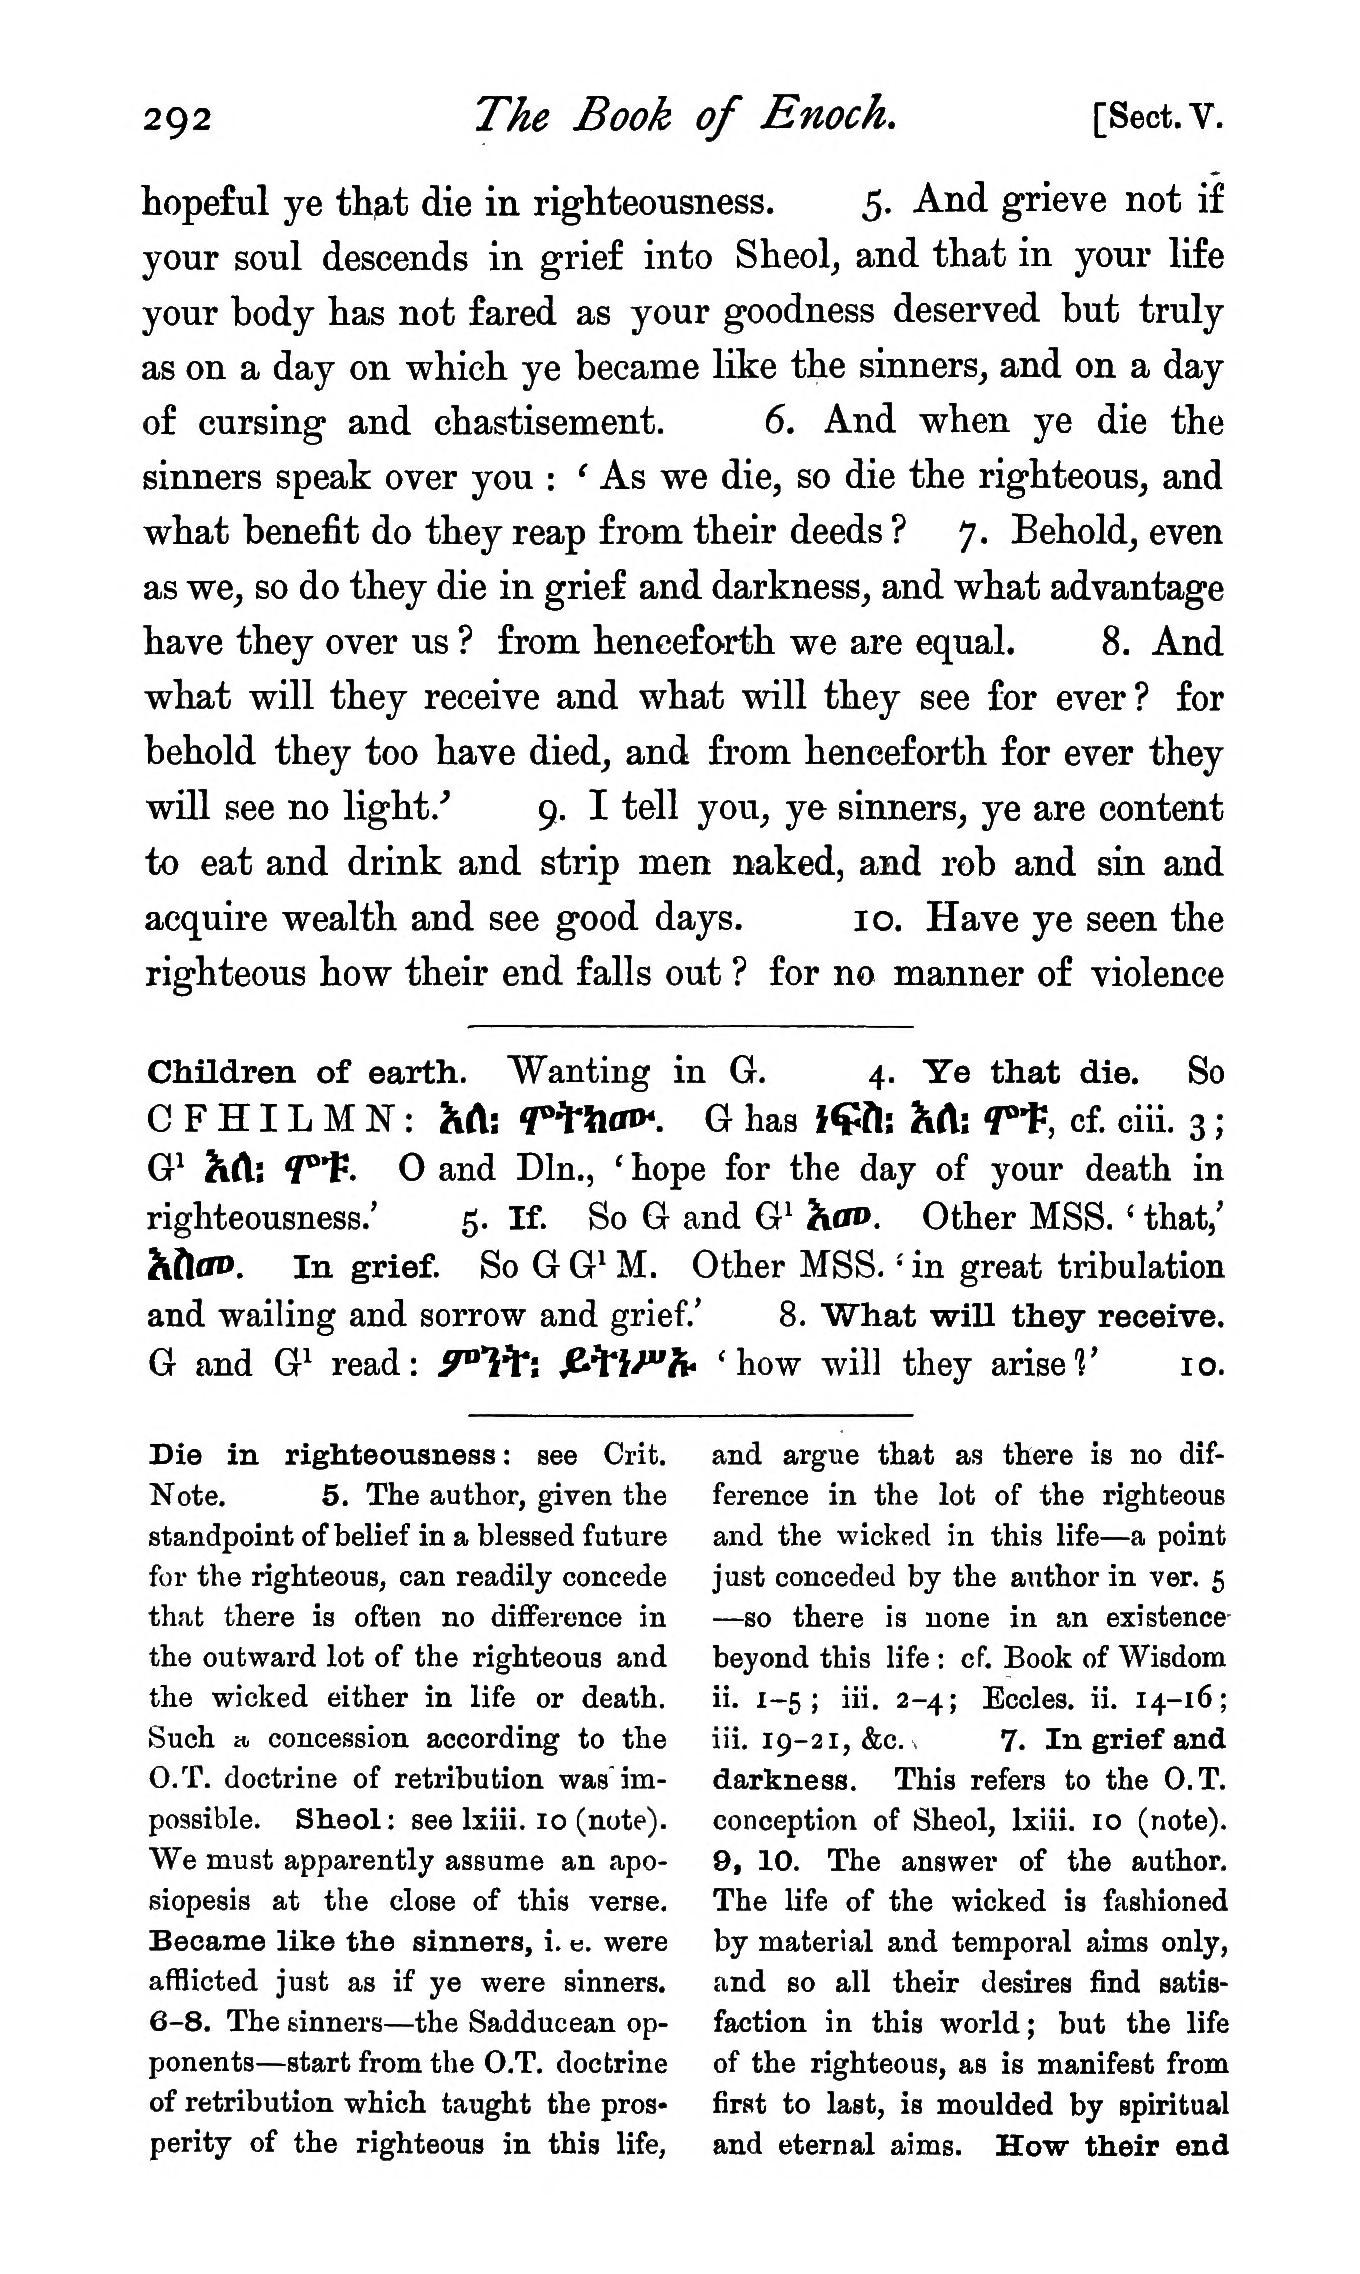 292 The Book of Enoch. [Sect. V.
hopeful ye that die in righteousness. 5. And grieve not if
your soul descends in grief into Sheol, and that in your life
your body has not fared as your goodness deserved but truly
as on a day on which ye became like the sinners, and on a day
of cursing and chastisement. 6. And when ye die the
sinners speak over you : ‘ As we die, so die the righteous, and
what benefit do they reap from their deeds ? 7. Behold, even
as we, so do they die in grief and darkness, and what advantage
have they over us ? from henceforth we are equal. 8. And
what will they receive and what will they see for ever ? for
behold they too have died, and from henceforth for ever they
will see no light.’ 9. I tell you, ye sinners, ye are content
to eat and drink and strip men naked, and rob and sin and
acquire wealth and see good days. 10. Have ye seen the
righteous how their end falls out ? for no manner of violence
Children of earth. Wanting in G. 4. Ye that die. So
C F H I L M N : እለ፡ ሞትክሙ. G has ነፍስ፡ እለ፡ ሞቱ, cf. ciii. 3 ;
G¹ እለ፡ ሞቱ. O and Dln., ‘hope for the day of your death in
righteousness.’ 5. If. So G and G¹ እመ. Other MSS. ‘that,’
እስመ. In grief. So G G¹ M. Other MSS. ‘in great tribulation
and wailing and sorrow and grief.’ 8. What will they receive.
G and G¹ read : ምንት፡ ይትነሥኡ ‘how will they arise?’ 10.
Die in righteousness: see Crit.
Note. 5. The author, given the
standpoint of belief in a blessed future
for the righteous, can readily concede
that there is often no difference in
the outward lot of the righteous and
the wicked either in life or death.
Such a concession according to the
O.T. doctrine of retribution was im-
possible. Sheol: see lxiii. 10 (note).
We must apparently assume an apo-
siopesis at the close of this verse.
Became like the sinners, i. e. were
afflicted just as if ye were sinners.
6–8. The sinners—the Sadducean op-
ponents—start from the O.T. doctrine
of retribution which taught the pros-
perity of the righteous in this life,
and argue that as there is no dif-
ference in the lot of the righteous
and the wicked in this life—a point
just conceded by the author in ver. 5
—so there is none in an existence
beyond this life : cf. Book of Wisdom
ii. 1–5 ; iii. 2–4; Eccles. ii. 14–16;
iii. 19–21, &c. 7. In grief and
darkness. This refers to the O.T.
conception of Sheol, lxiii. 10 (note).
9, 10. The answer of the author.
The life of the wicked is fashioned
by material and temporal aims only,
and so all their desires find satis-
faction in this world ; but the life
of the righteous, as is manifest from
first to last, is moulded by spiritual
and eternal aims. How their end